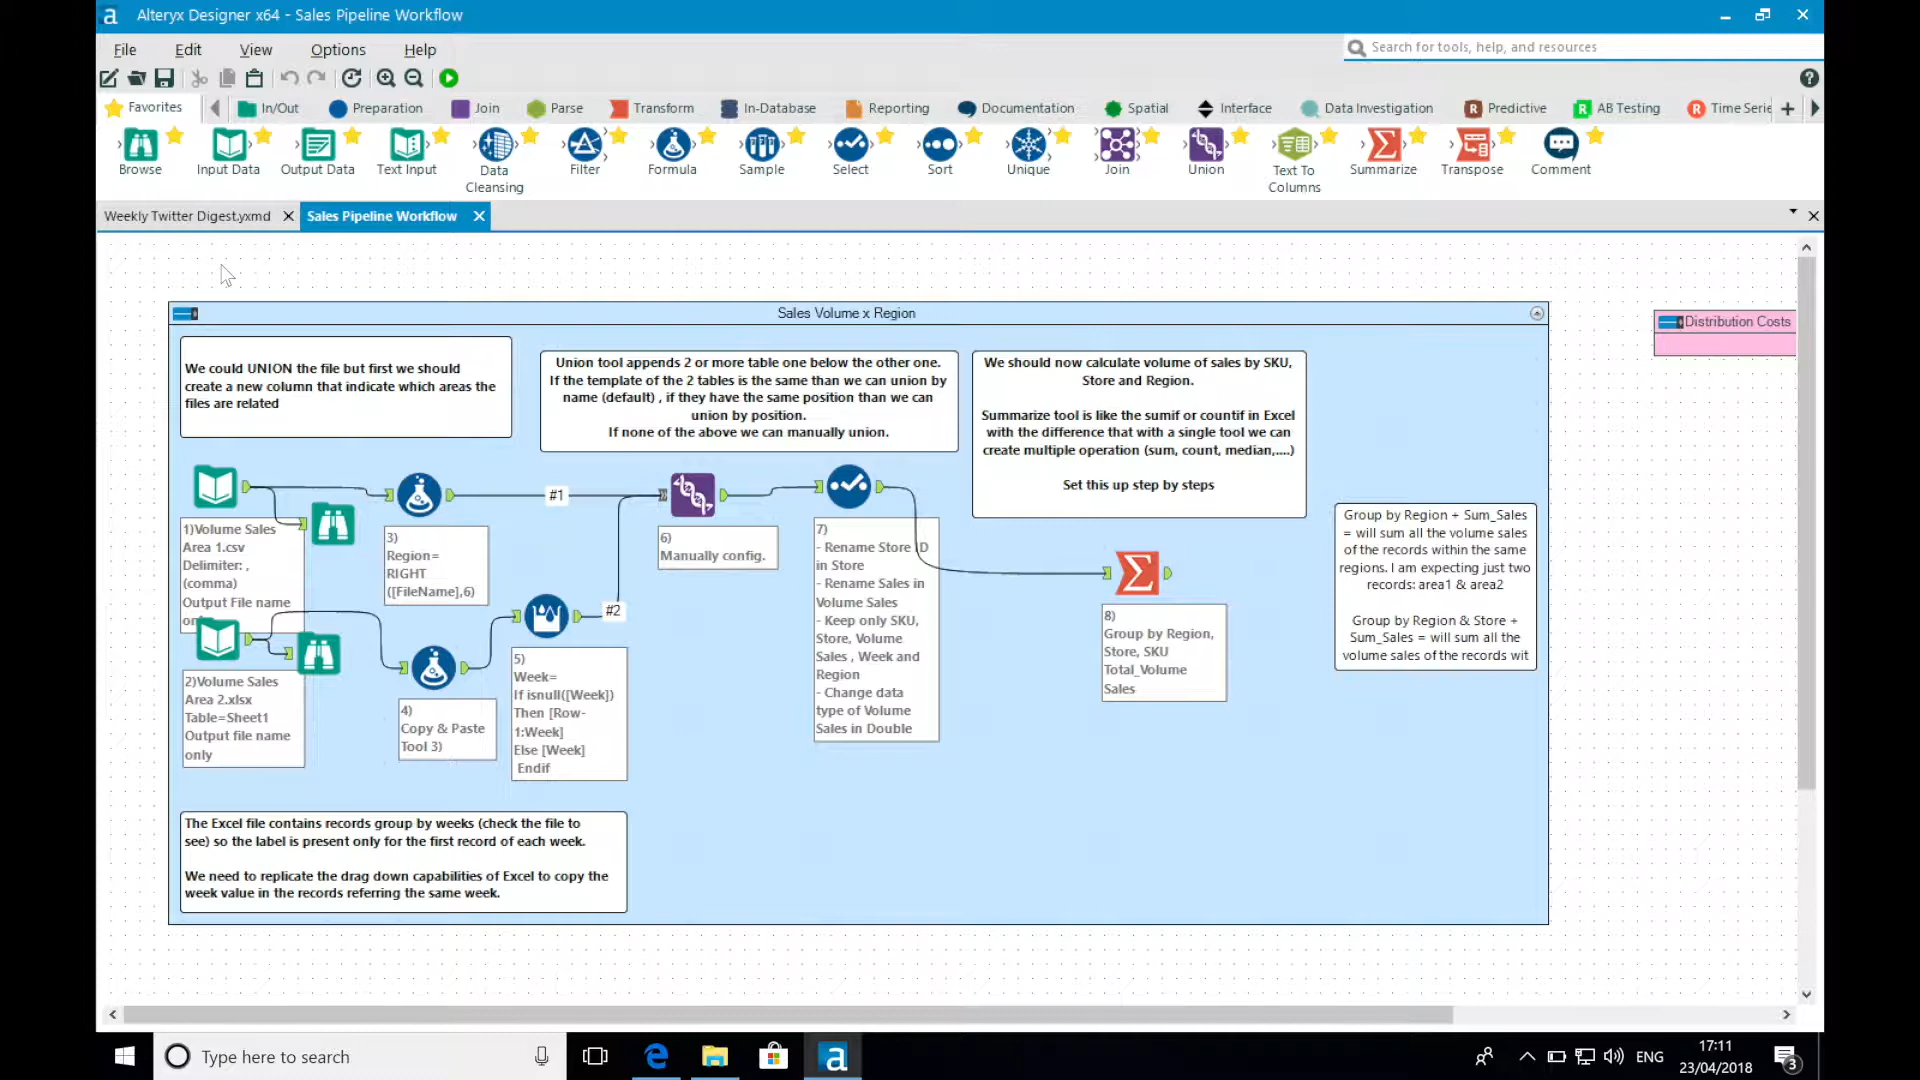 Alteryx Designer x64 - Sales Pipeline Workflow
File Edit View Options Help
Search for tools, help, and resources
Favorites In/Out Preparation Join Parse Transform In-Database Reporting Documentation Spatial Interface Data Investigation Predictive AB Testing Time Serie
Browse Input Data Output Data Text Input Data Cleansing Filter Formula Sample Select Sort Unique Join Union Text To Columns Summarize Transpose Comment
Weekly Twitter Digest.yxmd Sales Pipeline Workflow
Sales Volume x Region
Distribution Costs
We could UNION the file but first we should
create a new column that indicate which areas the
files are related
Union tool appends 2 or more table one below the other one.
If the template of the 2 tables is the same than we can union by
name (default) , if they have the same position than we can
union by position.
If none of the above we can manually union.
We should now calculate volume of sales by SKU,
Store and Region.
Summarize tool is like the sumif or countif in Excel
with the difference that with a single tool we can
create multiple operation (sum, count, median,....)
Set this up step by steps
#1
#2
1)Volume Sales
Area 1.csv
Delimiter: ,
(comma)
Output File name
2)Volume Sales
Area 2.xlsx
Table=Sheet1
Output file name
only
3)
Region=
RIGHT
([FileName],6)
4)
Copy & Paste
Tool 3)
5)
Week=
If isnull([Week])
Then [Row-
1:Week]
Else [Week]
Endif
6)
Manually config.
7)
- Rename Store ID
in Store
- Rename Sales in
Volume Sales
- Keep only SKU,
Store, Volume
Sales , Week and
Region
- Change data
type of Volume
Sales in Double
8)
Group by Region,
Store, SKU
Total_Volume
Sales
Group by Region + Sum_Sales
= will sum all the volume sales
of the records within the same
regions. I am expecting just two
records: area1 & area2
Group by Region & Store +
Sum_Sales = will sum all the
volume sales of the records wit
The Excel file contains records group by weeks (check the file to
see) so the label is present only for the first record of each week.
We need to replicate the drag down capabilities of Excel to copy the
week value in the records referring the same week.
Type here to search
ENG
17:11
23/04/2018
3